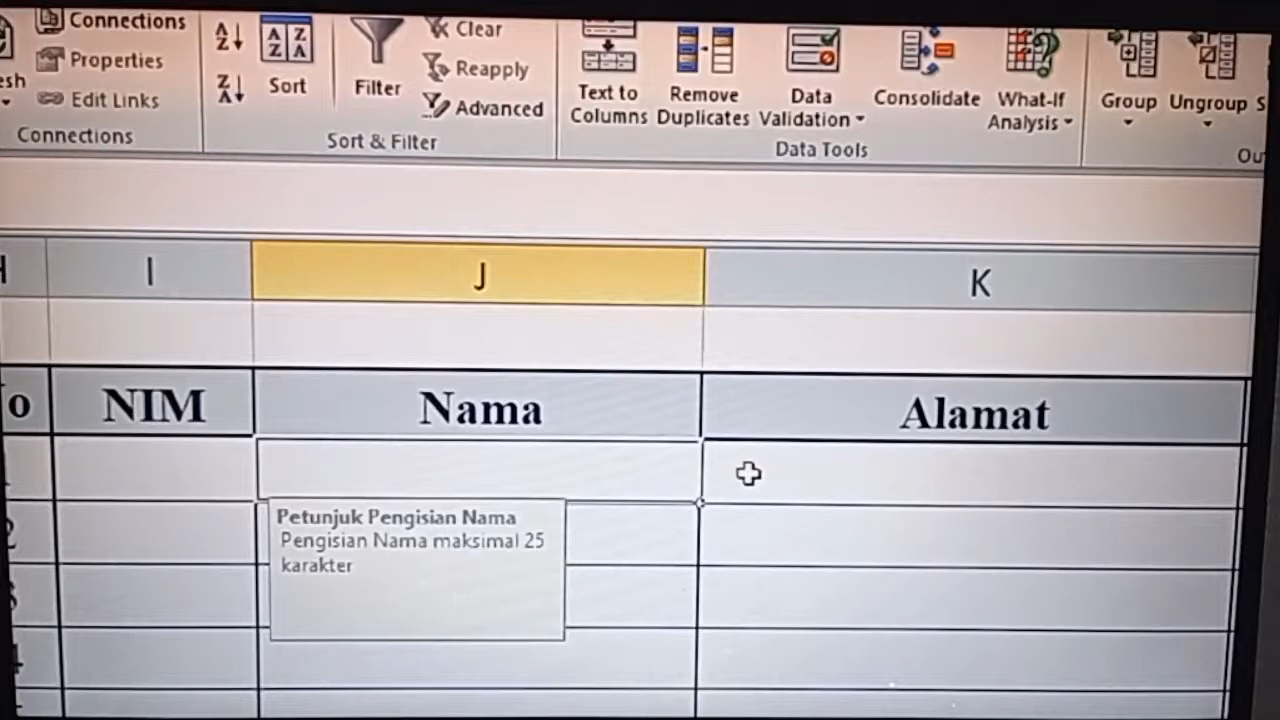 Connections
Properties
Edit Links
Connections
Sort
Filter
Clear
Reapply
Advanced
Sort & Filter
Text to
Columns
Remove
Duplicates
Data
Validation
Consolidate
What-If
Analysis
Data Tools
Group
Ungroup
I
J
K
NIM
Nama
Alamat
Petunjuk Pengisian Nama
Pengisian Nama maksimal 25
karakter